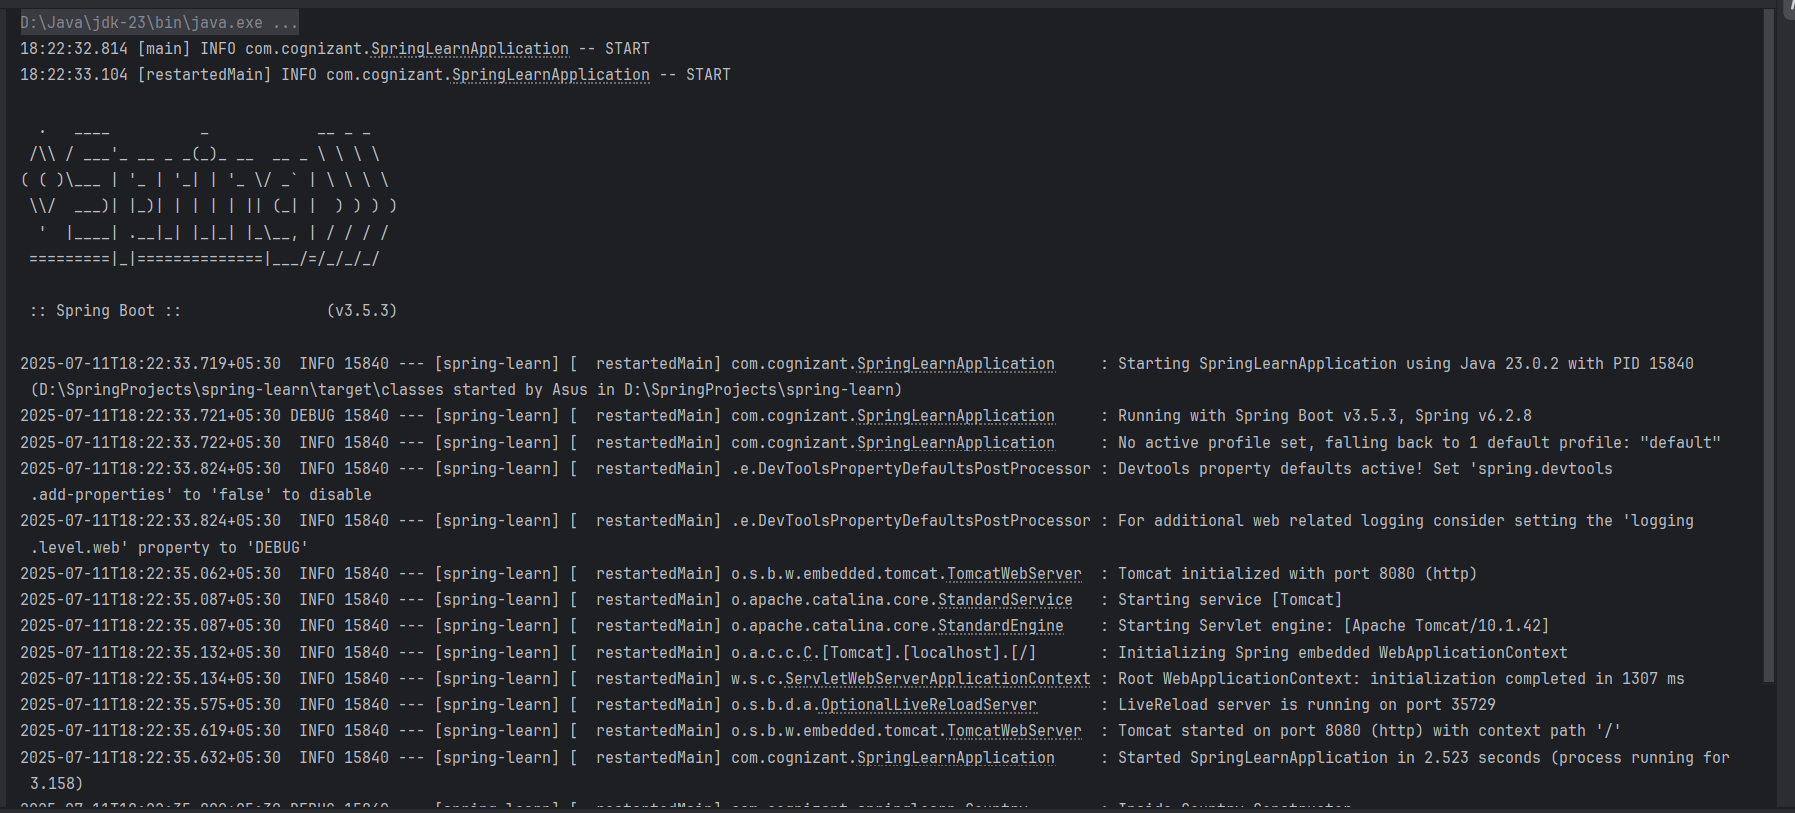 D:\Java\jdk-23\bin\java.exe ...
18:22:32.814 [main] INFO com.cognizant.SpringLearnApplication -- START
18:22:33.104 [restartedMain] INFO com.cognizant.SpringLearnApplication -- START
  .   ____          _            __ _ _
 /\\ / ___'_ __ _ _(_)_ __  __ _ \ \ \ \
( ( )\___ | '_ | '_| | '_ \/ _` | \ \ \ \
 \\/  ___)| |_)| | | | | || (_| |  ) ) ) )
  '  |____| .__|_| |_|_| |_\__, | / / / /
 =========|_|==============|___/=/_/_/_/
 :: Spring Boot ::                (v3.5.3)
2025-07-11T18:22:33.719+05:30  INFO 15840 --- [spring-learn] [  restartedMain] com.cognizant.SpringLearnApplication     : Starting SpringLearnApplication using Java 23.0.2 with PID 15840
 (D:\SpringProjects\spring-learn\target\classes started by Asus in D:\SpringProjects\spring-learn)
2025-07-11T18:22:33.721+05:30 DEBUG 15840 --- [spring-learn] [  restartedMain] com.cognizant.SpringLearnApplication     : Running with Spring Boot v3.5.3, Spring v6.2.8
2025-07-11T18:22:33.722+05:30  INFO 15840 --- [spring-learn] [  restartedMain] com.cognizant.SpringLearnApplication     : No active profile set, falling back to 1 default profile: "default"
2025-07-11T18:22:33.824+05:30  INFO 15840 --- [spring-learn] [  restartedMain] .e.DevToolsPropertyDefaultsPostProcessor : Devtools property defaults active! Set 'spring.devtools
 .add-properties' to 'false' to disable
2025-07-11T18:22:33.824+05:30  INFO 15840 --- [spring-learn] [  restartedMain] .e.DevToolsPropertyDefaultsPostProcessor : For additional web related logging consider setting the 'logging
 .level.web' property to 'DEBUG'
2025-07-11T18:22:35.062+05:30  INFO 15840 --- [spring-learn] [  restartedMain] o.s.b.w.embedded.tomcat.TomcatWebServer  : Tomcat initialized with port 8080 (http)
2025-07-11T18:22:35.087+05:30  INFO 15840 --- [spring-learn] [  restartedMain] o.apache.catalina.core.StandardService   : Starting service [Tomcat]
2025-07-11T18:22:35.087+05:30  INFO 15840 --- [spring-learn] [  restartedMain] o.apache.catalina.core.StandardEngine    : Starting Servlet engine: [Apache Tomcat/10.1.42]
2025-07-11T18:22:35.132+05:30  INFO 15840 --- [spring-learn] [  restartedMain] o.a.c.c.C.[Tomcat].[localhost].[/]       : Initializing Spring embedded WebApplicationContext
2025-07-11T18:22:35.134+05:30  INFO 15840 --- [spring-learn] [  restartedMain] w.s.c.ServletWebServerApplicationContext : Root WebApplicationContext: initialization completed in 1307 ms
2025-07-11T18:22:35.575+05:30  INFO 15840 --- [spring-learn] [  restartedMain] o.s.b.d.a.OptionalLiveReloadServer       : LiveReload server is running on port 35729
2025-07-11T18:22:35.619+05:30  INFO 15840 --- [spring-learn] [  restartedMain] o.s.b.w.embedded.tomcat.TomcatWebServer  : Tomcat started on port 8080 (http) with context path '/'
2025-07-11T18:22:35.632+05:30  INFO 15840 --- [spring-learn] [  restartedMain] com.cognizant.SpringLearnApplication     : Started SpringLearnApplication in 2.523 seconds (process running for
 3.158)
DEBUG 15840 --- [spring-learn] [  restartedMain] com.cognizant.springlearn.Country        : Inside Country Constructor